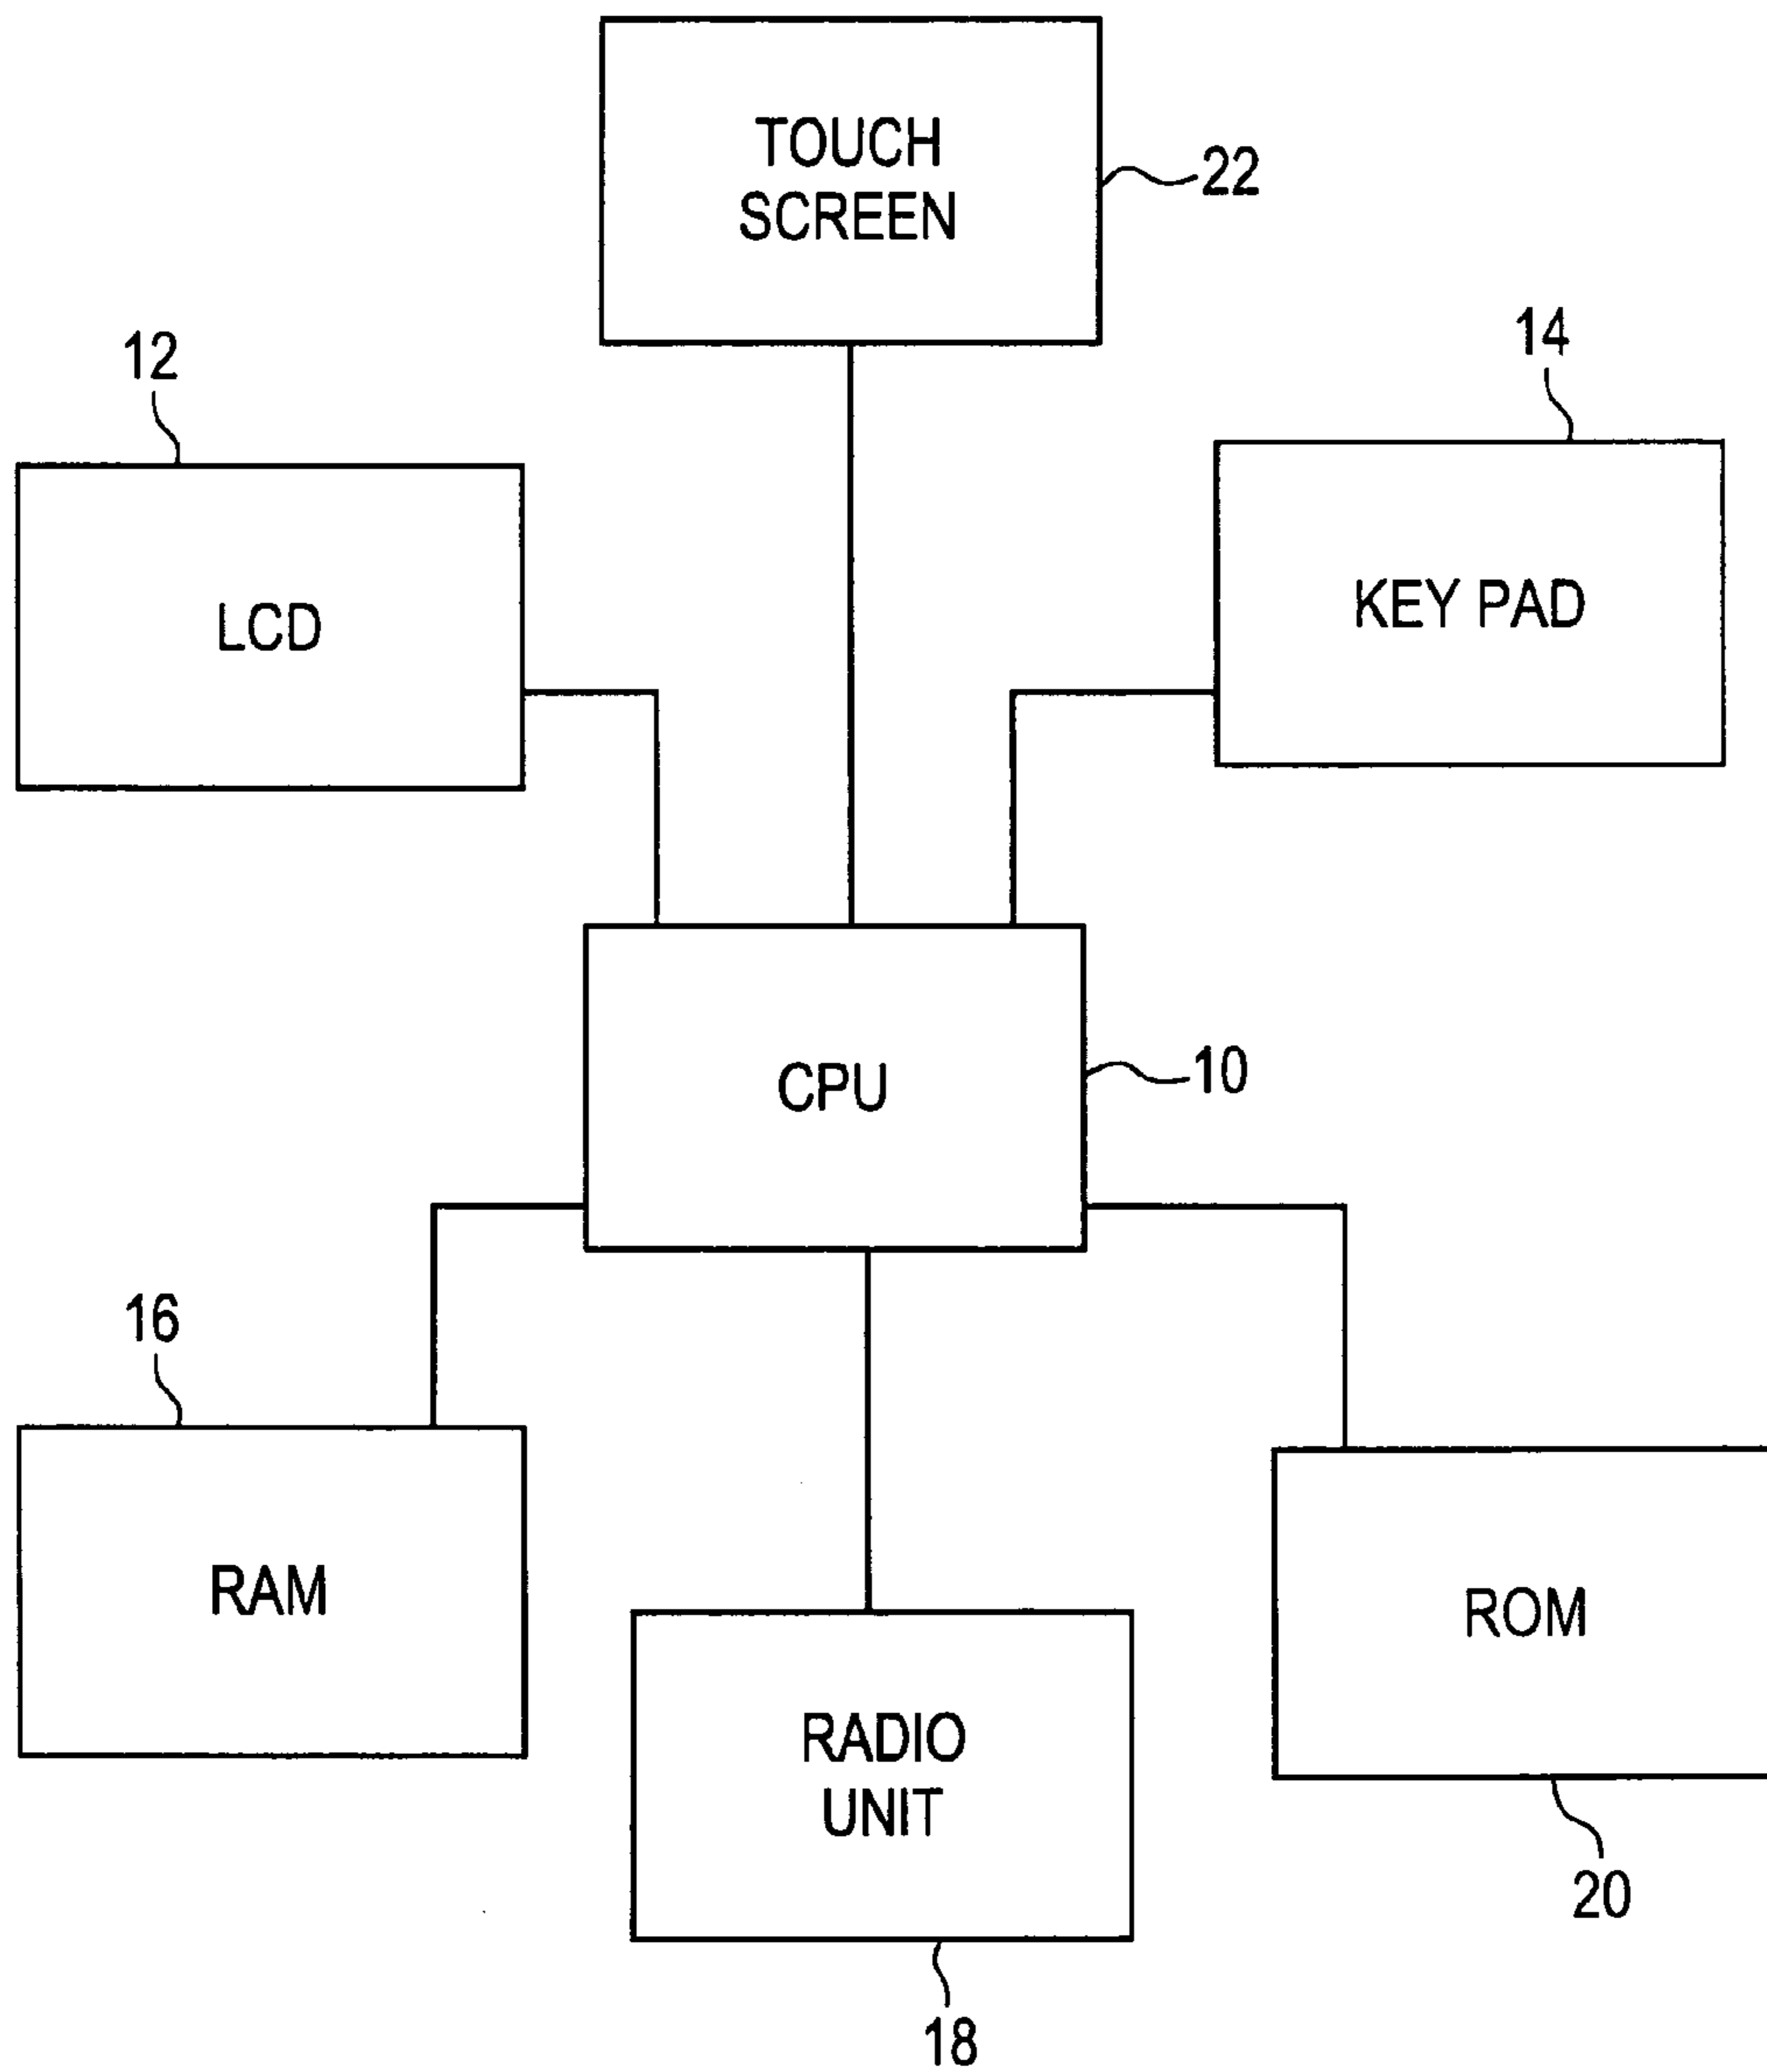 TOUCH
SCREEN
22
12
14
LCD
KEY PAD
CPU
10
16
RAM
ROM
RADIO
UNIT
20
18